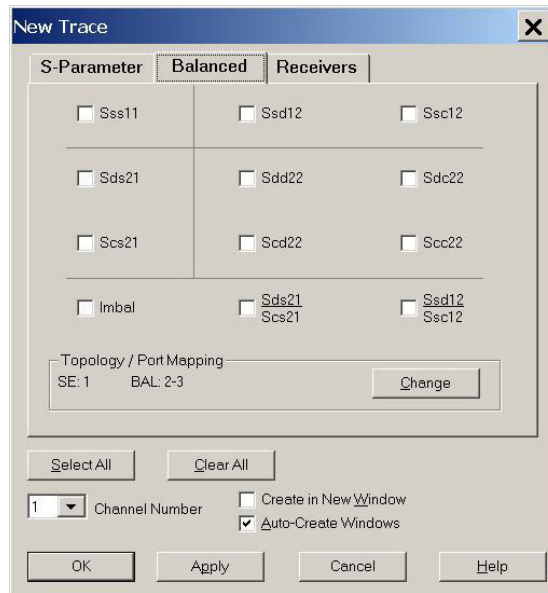 New Trace
S-Parameter Balanced Receivers
Sss11 Ssd12 Ssc12
Sds21 Sdd22 Sdc22
Scs21 Scd22 Scc22
Imbal Sds21 Ssd12
Scs21 Ssc12
Topology / Port Mapping
SE: 1 BAL: 2-3 Change
Select All Clear All
1 Channel Number Create in New Window
Auto-Create Windows
OK Apply Cancel Help